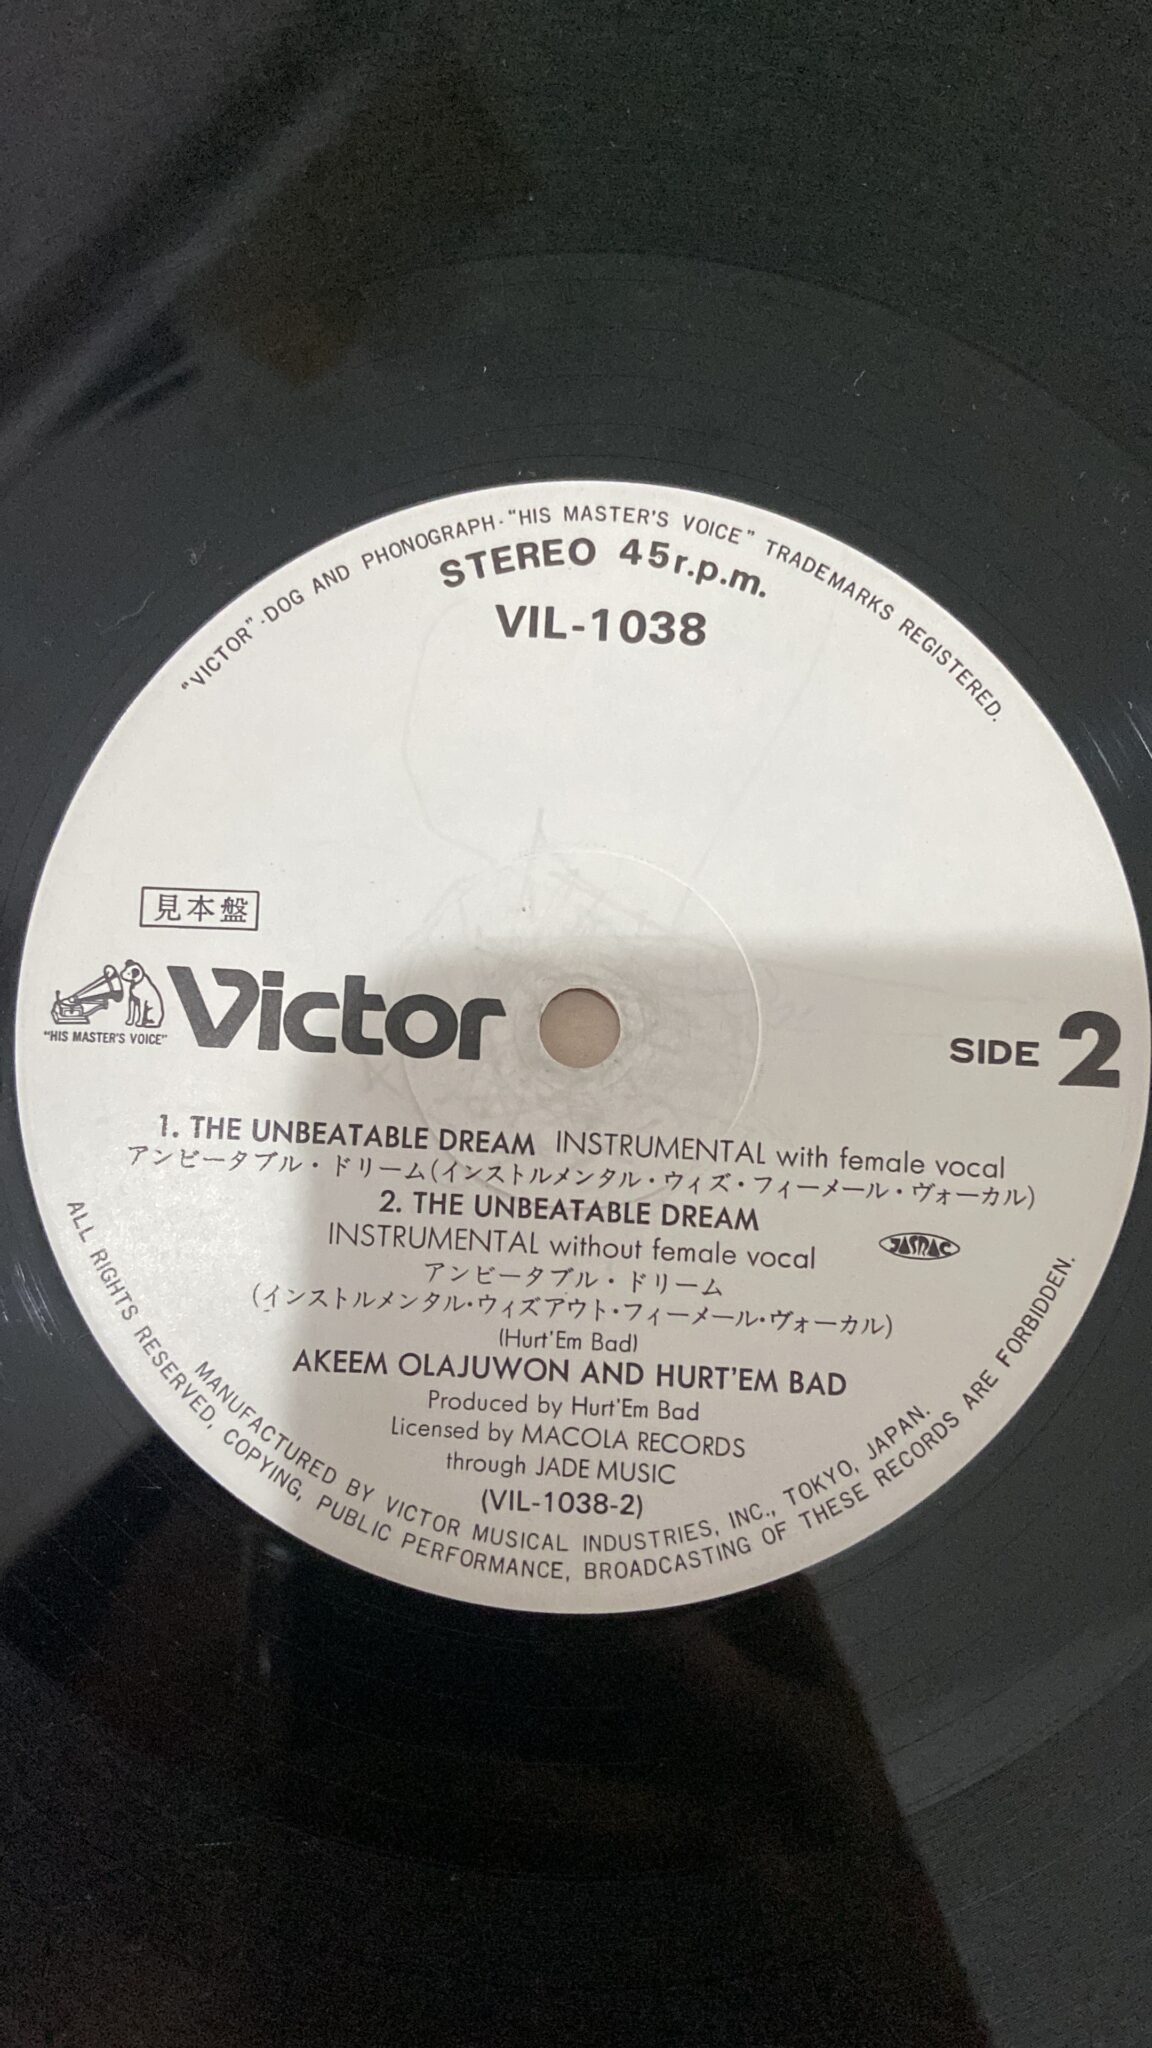 "VICTOR"-DOG AND PHONOGRAPH-"HIS MASTER'S VOICE" TRADEMARKS REGISTERED.
STEREO 45r.p.m.
VIL-1038
見本盤
Victor
"HIS MASTER'S VOICE"
SIDE 2
1. THE UNBEATABLE DREAM INSTRUMENTAL with female vocal
アンビータブル・ドリーム(インストルメンタル・ウィズ・フィーメール・ヴォーカル)
2. THE UNBEATABLE DREAM
INSTRUMENTAL without female vocal
JASRAC
アンビータブル・ドリーム
(インストルメンタル・ウィズアウト・フィーメール・ヴォーカル)
(Hurt'Em Bad)
AKEEM OLAJUWON AND HURT'EM BAD
Produced by Hurt'Em Bad
Licensed by MACOLA RECORDS
through JADE MUSIC
(VIL-1038-2)
MANUFACTURED BY VICTOR MUSICAL INDUSTRIES, INC., TOKYO, JAPAN.
ALL RIGHTS RESERVED, COPYING, PUBLIC PERFORMANCE, BROADCASTING OF THESE RECORDS ARE FORBIDDEN.